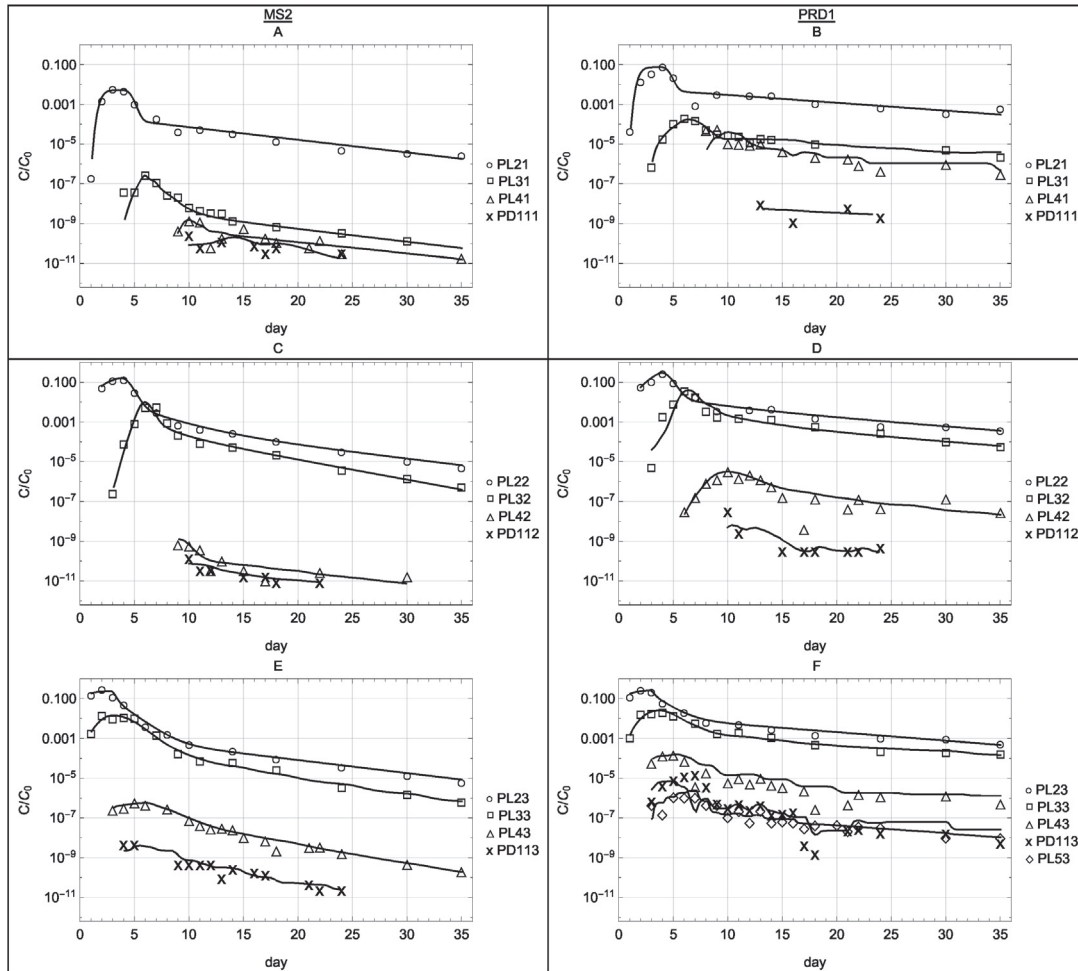 MS2
PRD1
A
B
C/C0
0.100
0.001
10−5
10−7
10−9
10−11
0 5 10 15 20 25 30 35
day
PL21
PL31
PL41
PD111
C/C0
0.100
0.001
10−5
10−7
10−9
10−11
0 5 10 15 20 25 30 35
day
PL21
PL31
PL41
PD111
C
D
C/C0
0.100
0.001
10−5
10−7
10−9
10−11
0 5 10 15 20 25 30 35
day
PL22
PL32
PL42
PD112
C/C0
0.100
0.001
10−5
10−7
10−9
10−11
0 5 10 15 20 25 30 35
day
PL22
PL32
PL42
PD112
E
F
C/C0
0.100
0.001
10−5
10−7
10−9
10−11
0 5 10 15 20 25 30 35
day
PL23
PL33
PL43
PD113
C/C0
0.100
0.001
10−5
10−7
10−9
10−11
0 5 10 15 20 25 30 35
day
PL23
PL33
PL43
PD113
PL53